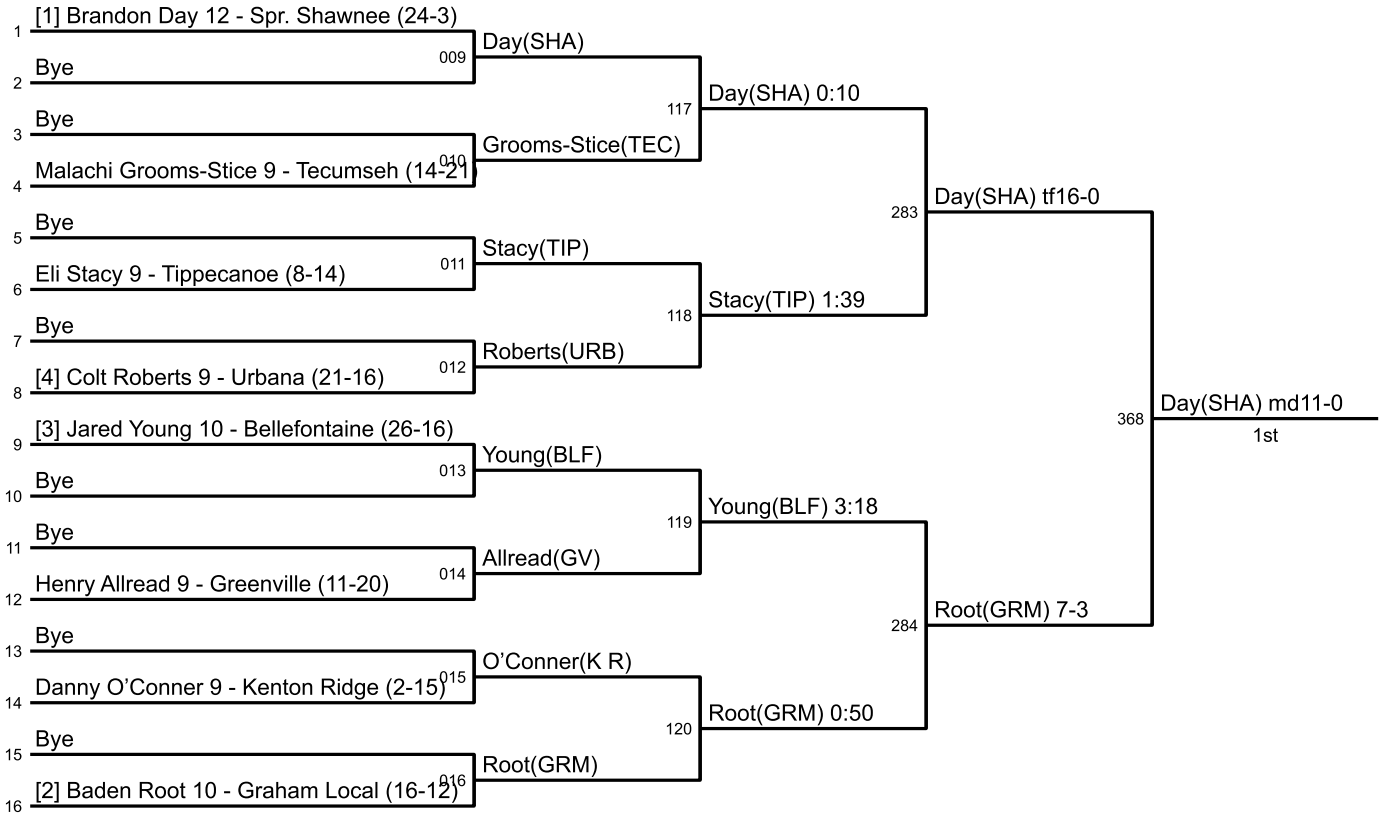 [1] Brandon Day 12 - Spr. Shawnee (24-3)
1
Day(SHA)
009
Bye
2
Day(SHA) 0:10
117
Bye
3
Grooms-Stice(TEC)
010
Malachi Grooms-Stice 9 - Tecumseh (14-21)
4
Day(SHA) tf16-0
283
Bye
5
Stacy(TIP)
011
Eli Stacy 9 - Tippecanoe (8-14)
6
Stacy(TIP) 1:39
118
Bye
7
Roberts(URB)
012
[4] Colt Roberts 9 - Urbana (21-16)
8
Day(SHA) md11-0
368
1st
[3] Jared Young 10 - Bellefontaine (26-16)
9
Young(BLF)
013
Bye
10
Young(BLF) 3:18
119
Bye
11
Allread(GV)
014
Henry Allread 9 - Greenville (11-20)
12
Root(GRM) 7-3
284
Bye
13
O’Conner(K R)
015
Danny O’Conner 9 - Kenton Ridge (2-15)
14
Root(GRM) 0:50
120
Bye
15
Root(GRM)
016
[2] Baden Root 10 - Graham Local (16-12)
16